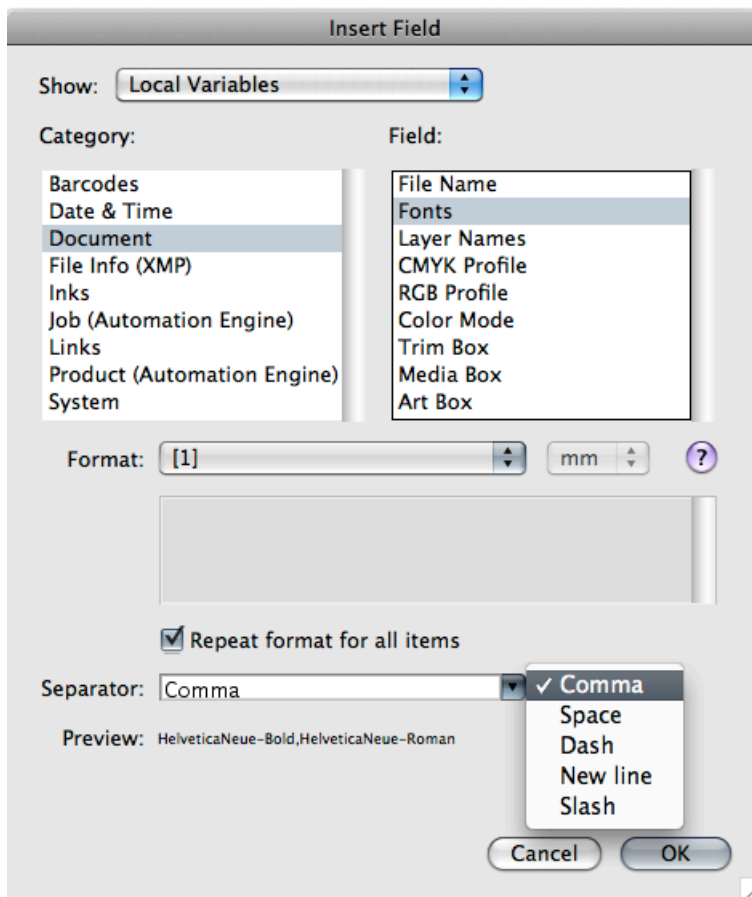 Insert Field
Show: Local Variables
Category: Field:
Barcodes File Name
Date & Time Fonts
Document Layer Names
File Info (XMP) CMYK Profile
Inks RGB Profile
Job (Automation Engine) Color Mode
Links Trim Box
Product (Automation Engine) Media Box
System Art Box
Format: [1] mm ?
Repeat format for all items
Separator: Comma ✓ Comma
Space
Preview: HelveticaNeue-Bold,HelveticaNeue-Roman Dash
New line
Slash
Cancel OK